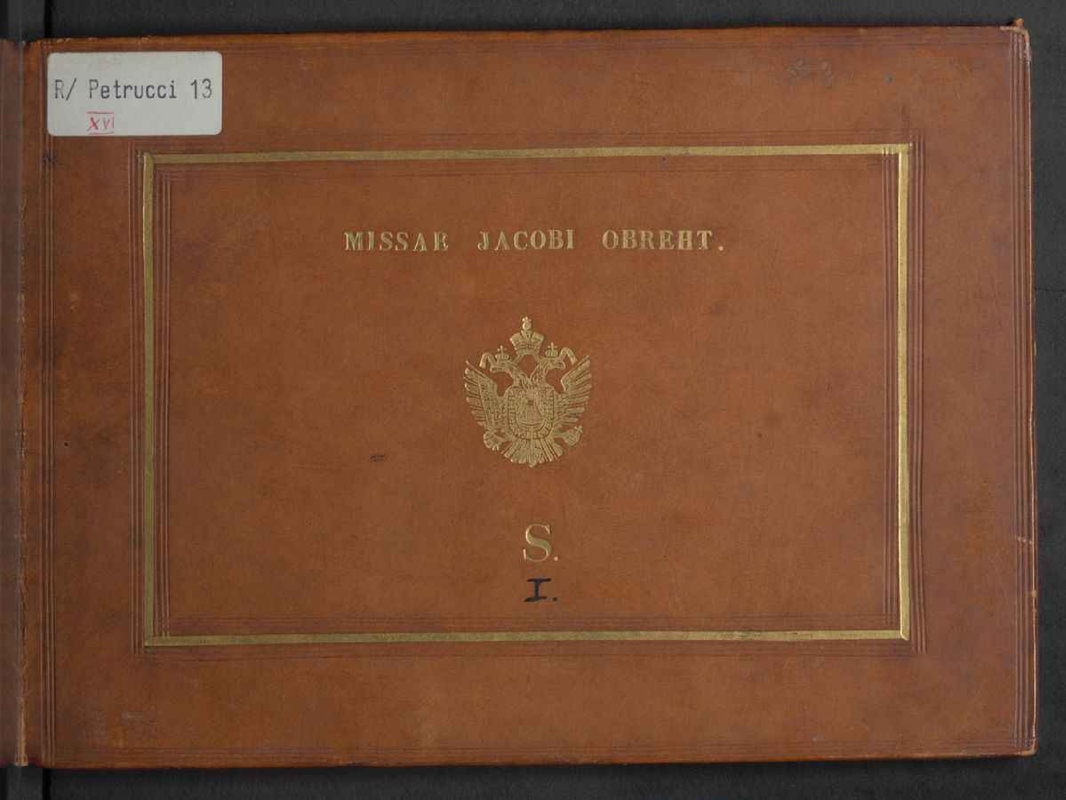 R/ Petrucci 13
XVI
MISSAE JACOBI OBREHT.
S.
I.